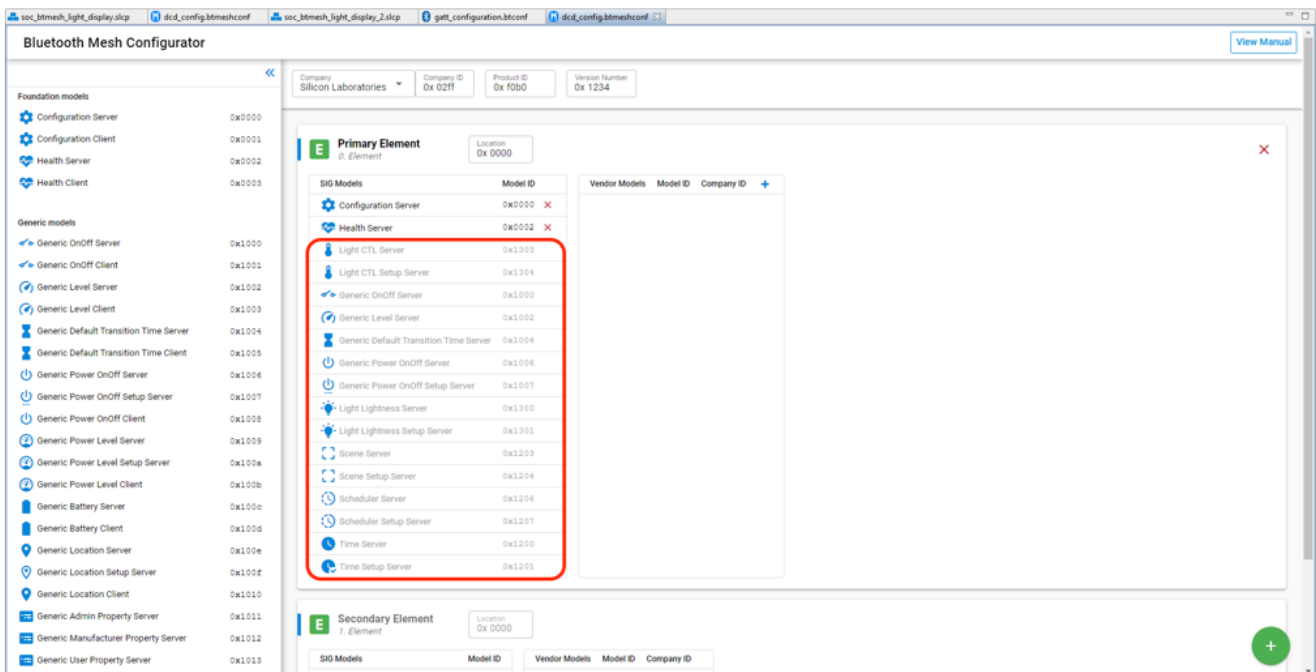 soc_btmesh_light_display.slcp dcd_config.btmeshconf soc_btmesh_light_display_2.slcp gatt_configuration.btconf dcd_config.btmeshconf
Bluetooth Mesh Configurator
View Manual
Foundation models
Configuration Server 0x0000
Configuration Client 0x0001
Health Server 0x0002
Health Client 0x0003
Generic models
Generic OnOff Server 0x1000
Generic OnOff Client 0x1001
Generic Level Server 0x1002
Generic Level Client 0x1003
Generic Default Transition Time Server 0x1004
Generic Default Transition Time Client 0x1005
Generic Power OnOff Server 0x1006
Generic Power OnOff Setup Server 0x1007
Generic Power OnOff Client 0x1008
Generic Power Level Server 0x1009
Generic Power Level Setup Server 0x100a
Generic Power Level Client 0x100b
Generic Battery Server 0x100c
Generic Battery Client 0x100d
Generic Location Server 0x100e
Generic Location Setup Server 0x100f
Generic Location Client 0x1010
Generic Admin Property Server 0x1011
Generic Manufacturer Property Server 0x1012
Generic User Property Server 0x1013
Company Company ID Product ID Version Number
Silicon Laboratories 0x 02ff 0x f0b0 0x 1234
E Primary Element
0. Element
Location
0x 0000
SIG Models Model ID
Configuration Server 0x0000
Health Server 0x0002
Light CTL Server 0x1303
Light CTL Setup Server 0x1304
Generic OnOff Server 0x1000
Generic Level Server 0x1002
Generic Default Transition Time Server 0x1004
Generic Power OnOff Server 0x1006
Generic Power OnOff Setup Server 0x1007
Light Lightness Server 0x1300
Light Lightness Setup Server 0x1301
Scene Server 0x1203
Scene Setup Server 0x1204
Scheduler Server 0x1206
Scheduler Setup Server 0x1207
Time Server 0x1200
Time Setup Server 0x1201
Vendor Models Model ID Company ID +
E Secondary Element
1. Element
Location
0x 0000
SIG Models Model ID Vendor Models Model ID Company ID
+